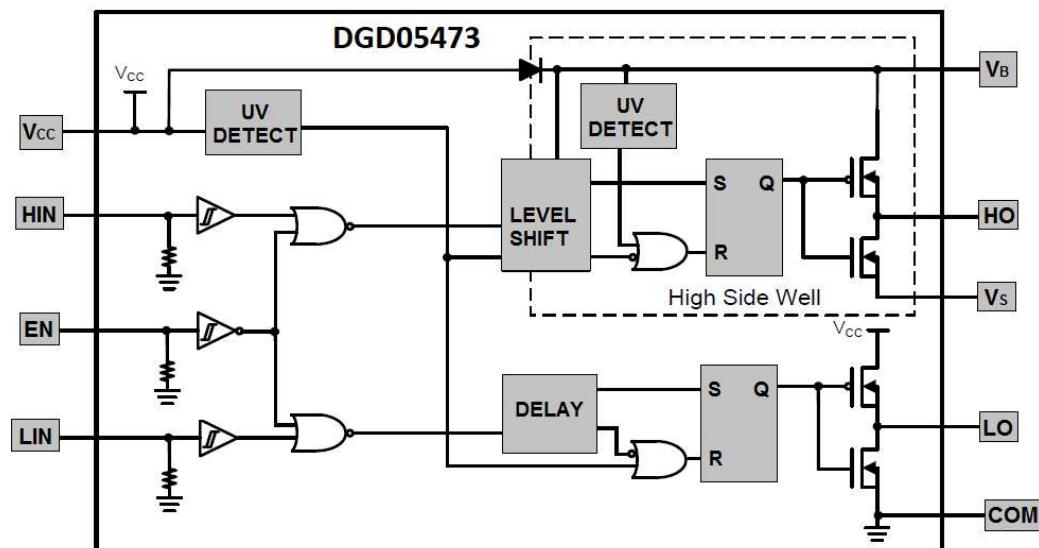 DGD05473
VCC
VCC
UV
DETECT
UV
DETECT
VB
HIN
LEVEL
SHIFT
S Q
R
HO
High Side Well
VS
EN
VCC
LIN
DELAY
S Q
R
LO
COM